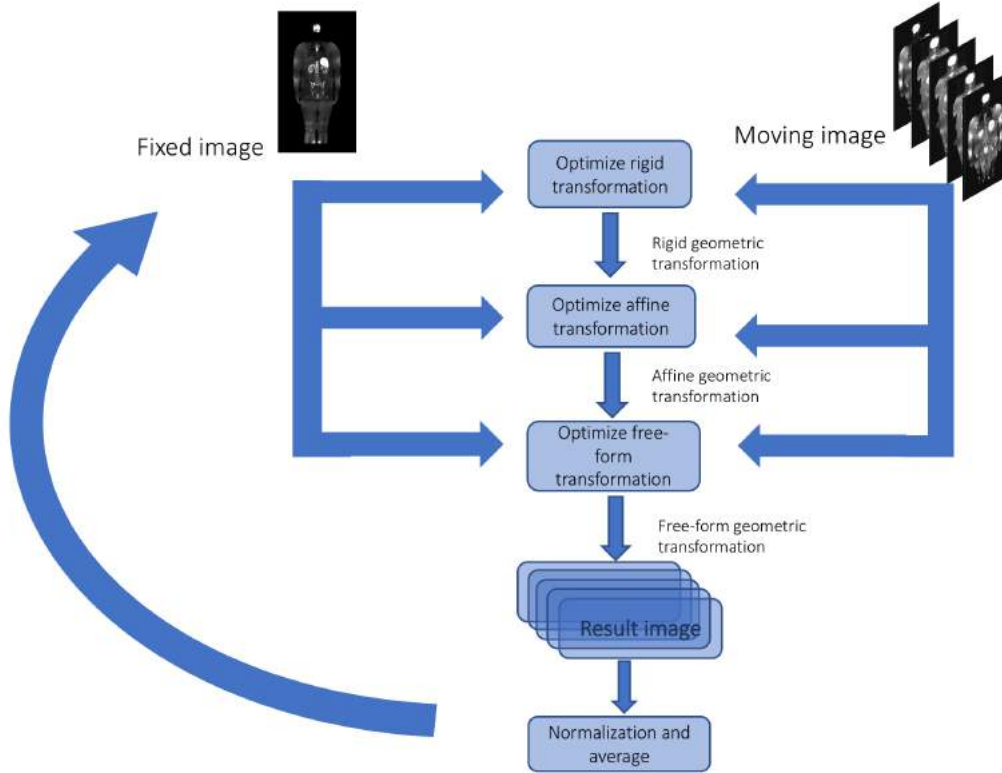 Fixed image
Moving image
Optimize rigid
transformation
Rigid geometric
transformation
Optimize affine
transformation
Affine geometric
transformation
Optimize free-
form
transformation
Free-form geometric
transformation
Result image
Normalization and
average